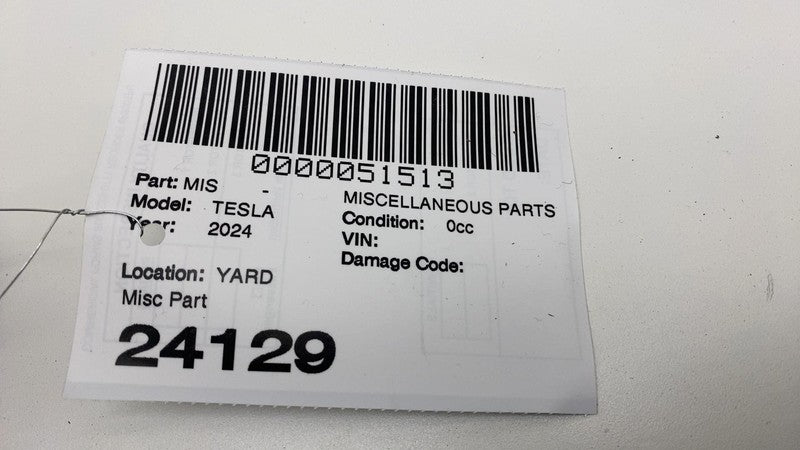 0000051513
Part: MIS - MISCELLANEOUS PARTS
Model: TESLA Condition: 0cc
Year: 2024 VIN:
Damage Code:
Location: YARD
Misc Part
24129